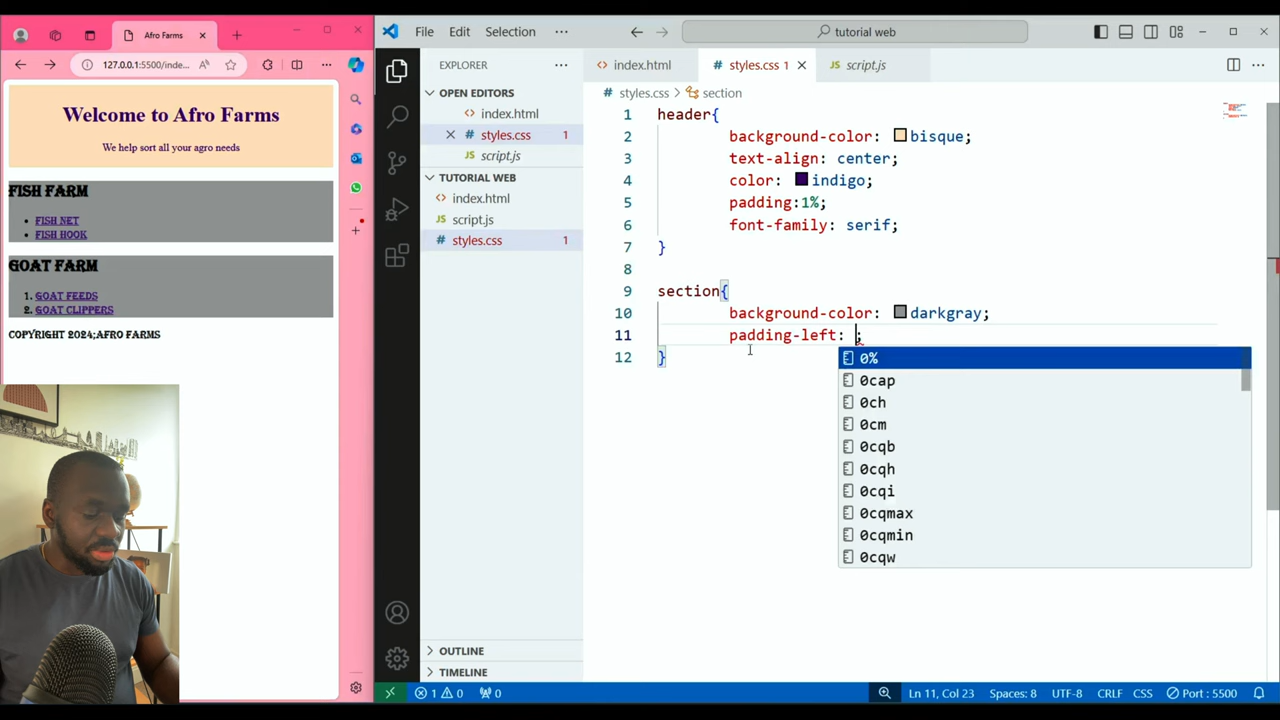 Afro Farms
127.0.0.1:5500/inde...
Welcome to Afro Farms
We help sort all your agro needs
FISH FARM
FISH NET
FISH HOOK
GOAT FARM
1. GOAT FEEDS
2. GOAT CLIPPERS
COPYRIGHT 2024;AFRO FARMS
File Edit Selection ...
tutorial web
EXPLORER ...
OPEN EDITORS
index.html
styles.css 1
script.js
TUTORIAL WEB
index.html
script.js
styles.css 1
OUTLINE
TIMELINE
index.html styles.css 1 script.js
styles.css > section
1 header{
2 background-color: bisque;
3 text-align: center;
4 color: indigo;
5 padding:1%;
6 font-family: serif;
7 }
8
9 section{
10 background-color: darkgray;
11 padding-left: ;
12 }
0%
0cap
0ch
0cm
0cqb
0cqh
0cqi
0cqmax
0cqmin
0cqw
1 0 0 Ln 11, Col 23 Spaces: 8 UTF-8 CRLF CSS Port : 5500